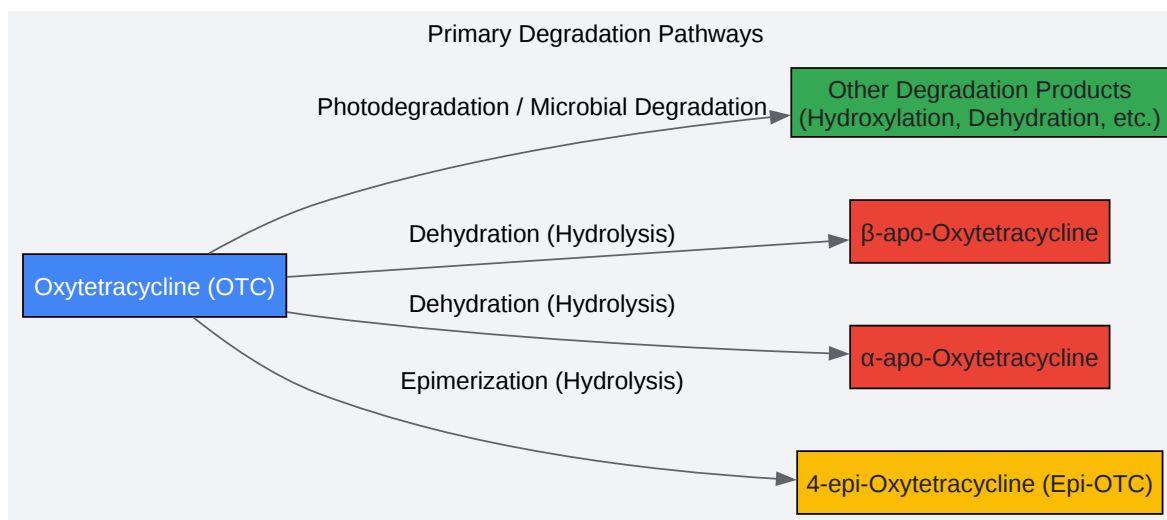 Primary Degradation Pathways
Photodegradation / Microbial Degradation
Other Degradation Products
(Hydroxylation, Dehydration, etc.)
Dehydration (Hydrolysis)
β-apo-Oxytetracycline
Oxytetracycline (OTC)
Dehydration (Hydrolysis)
α-apo-Oxytetracycline
Epimerization (Hydrolysis)
4-epi-Oxytetracycline (Epi-OTC)